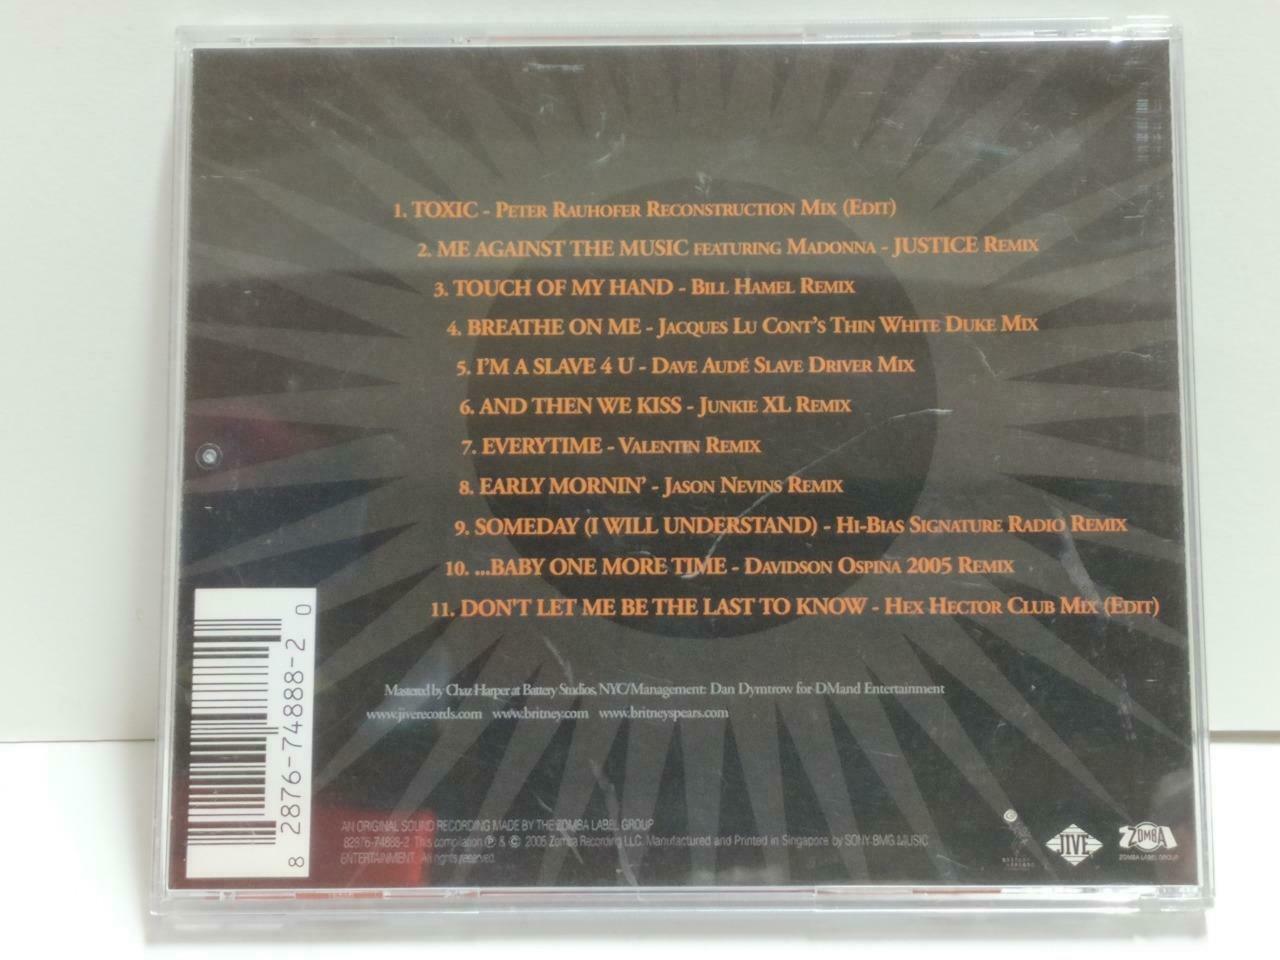 1. TOXIC - PETER RAUHOFER RECONSTRUCTION MIX (EDIT)
2. ME AGAINST THE MUSIC FEATURING MADONNA - JUSTICE REMIX
3. TOUCH OF MY HAND - BILL HAMEL REMIX
4. BREATHE ON ME - JACQUES LU CONT'S THIN WHITE DUKE MIX
5. I'M A SLAVE 4 U - DAVE AUDÉ SLAVE DRIVER MIX
6. AND THEN WE KISS - JUNKIE XL REMIX
7. EVERYTIME - VALENTIN REMIX
8. EARLY MORNIN' - JASON NEVINS REMIX
9. SOMEDAY (I WILL UNDERSTAND) - HI-BIAS SIGNATURE RADIO REMIX
10. ...BABY ONE MORE TIME - DAVIDSON OSPINA 2005 REMIX
11. DON'T LET ME BE THE LAST TO KNOW - HEX HECTOR CLUB MIX (EDIT)
Mastered by Chaz Harper at Battery Studios, NYC/Management: Dan Dymtrow for DMand Entertainment
www.jiverecords.com www.britney.com www.britneyspears.com
8 2876-74888-2 0
AN ORIGINAL SOUND RECORDING MADE BY THE ZOMBA LABEL GROUP
82876-74888-2 This compilation ℗ & © 2005 Zomba Recording LLC. Manufactured and Printed in Singapore by SONY BMG MUSIC
ENTERTAINMENT. All rights reserved.
JIVE
ZOMBA
ZOMBA LABEL GROUP